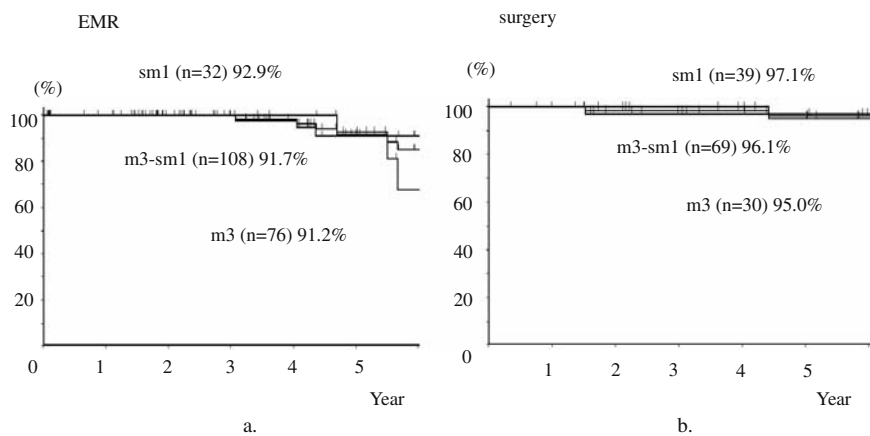 EMR
sm1 (n=32) 92.9%
(%)
100
80
m3-sm1 (n=108) 91.7%
60
m3 (n=76) 91.2%
40
20
0 1 2 3 4 5
Year
a.
surgery
sm1 (n=39) 97.1%
(%)
100
80
m3-sm1 (n=69) 96.1%
60
m3 (n=30) 95.0%
40
20
0
1 2 3 4 5
Year
b.